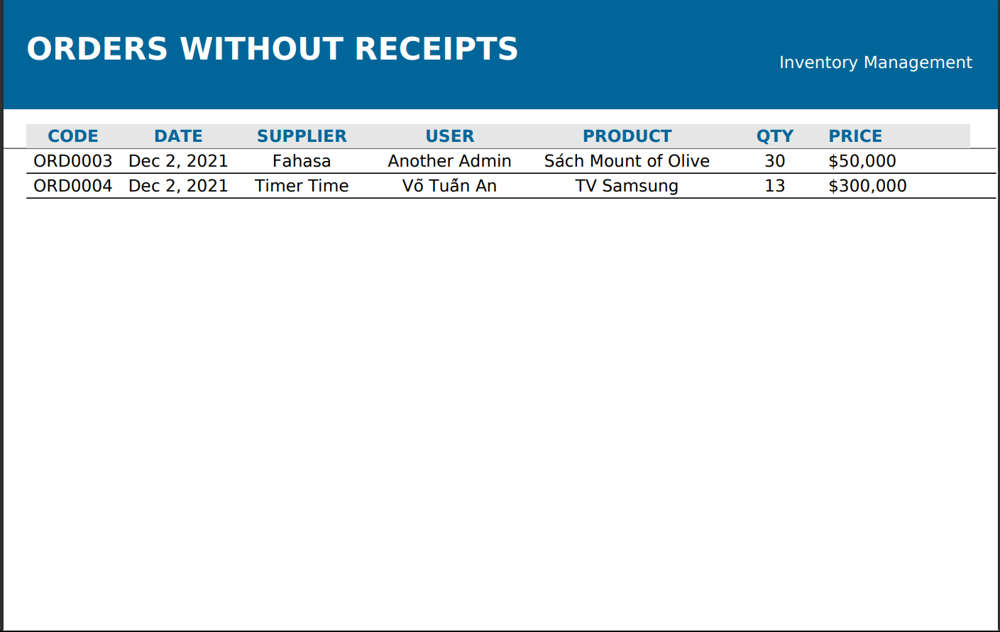 ORDERS WITHOUT RECEIPTS
Inventory Management
CODE DATE SUPPLIER USER PRODUCT QTY PRICE
ORD0003 Dec 2, 2021 Fahasa Another Admin Sách Mount of Olive 30 $50,000
ORD0004 Dec 2, 2021 Timer Time Võ Tuấn An TV Samsung 13 $300,000